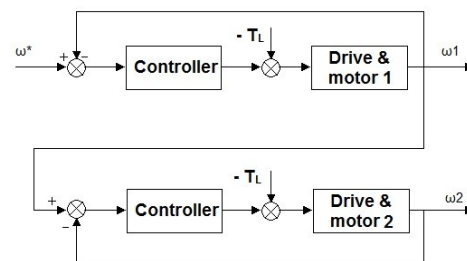 ω*
+
−
Controller
- TL
Drive &
motor 1
ω1
+
−
Controller
- TL
Drive &
motor 2
ω2